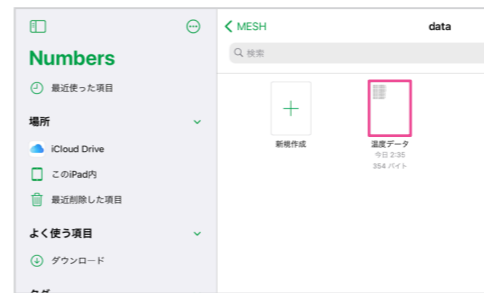 Numbers
最近使った項目
場所
iCloud Drive
このiPad内
最近削除した項目
よく使う項目
ダウンロード
タグ
MESH
data
検索
新規作成
温度データ
今日 2:35
354 バイト